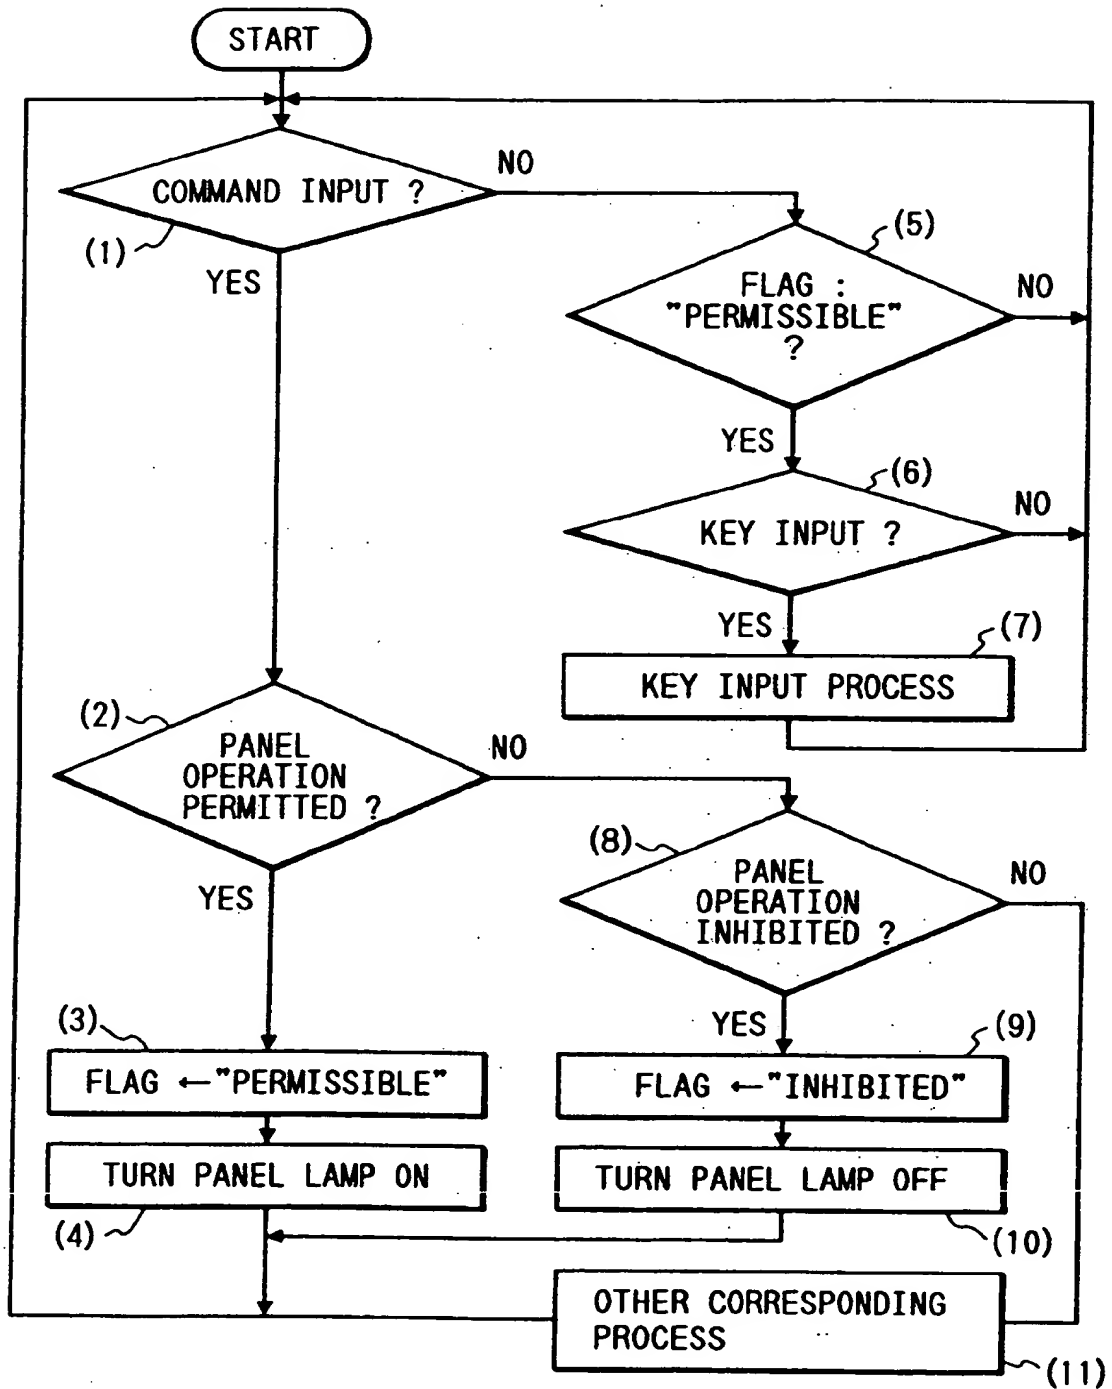 START
COMMAND INPUT ?
NO
(1)
YES
(5)
FLAG :
"PERMISSIBLE"
?
NO
YES
(6)
KEY INPUT ?
NO
YES
(7)
KEY INPUT PROCESS
(2)
PANEL
OPERATION
PERMITTED ?
NO
YES
(8)
PANEL
OPERATION
INHIBITED ?
NO
YES
(3)
FLAG ←"PERMISSIBLE"
(9)
FLAG ←"INHIBITED"
TURN PANEL LAMP ON
(4)
TURN PANEL LAMP OFF
(10)
OTHER CORRESPONDING
PROCESS
(11)